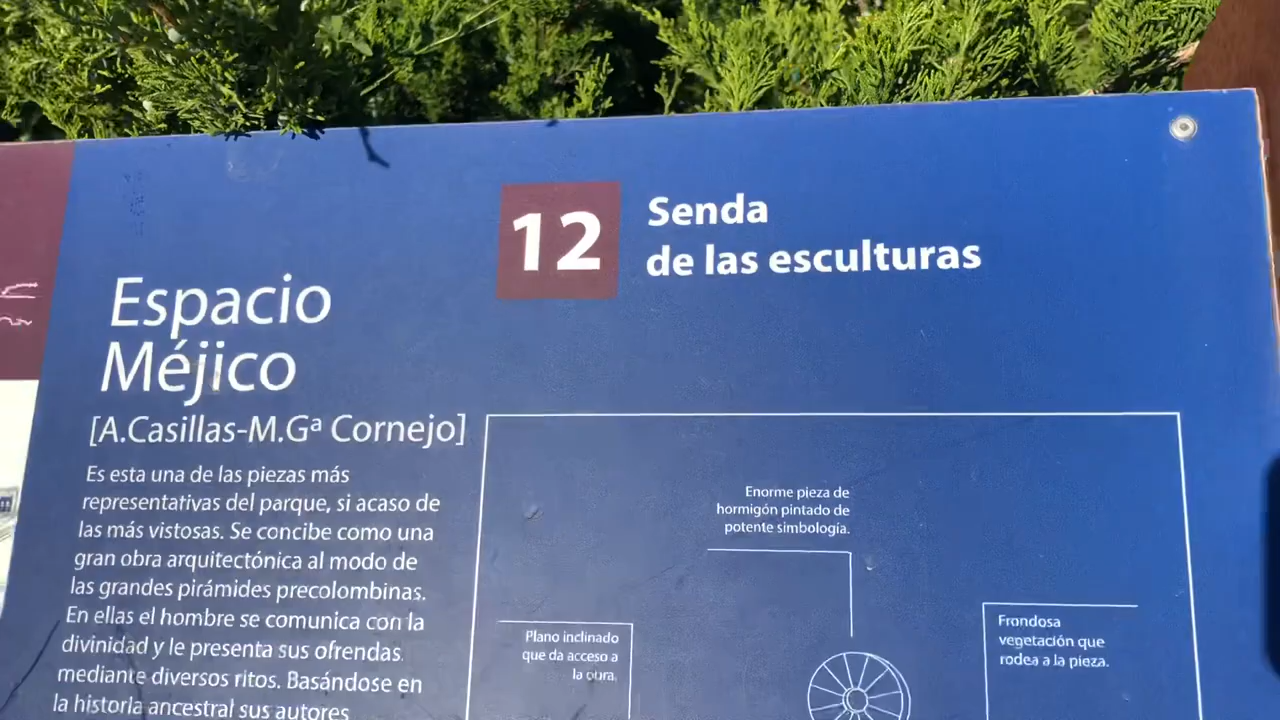 12
Senda
de las esculturas
Espacio
Méjico
[A.Casillas-M.Gª Cornejo]
Es esta una de las piezas más
representativas del parque, si acaso de
las más vistosas. Se concibe como una
gran obra arquitectónica al modo de
las grandes pirámides precolombinas.
En ellas el hombre se comunica con la
divinidad y le presenta sus ofrendas
mediante diversos ritos. Basándose en
la historia ancestral sus autores
Enorme pieza de
hormigón pintado de
potente simbología.
Plano inclinado
que da acceso a
la obra.
Frondosa
vegetación que
rodea a la pieza.